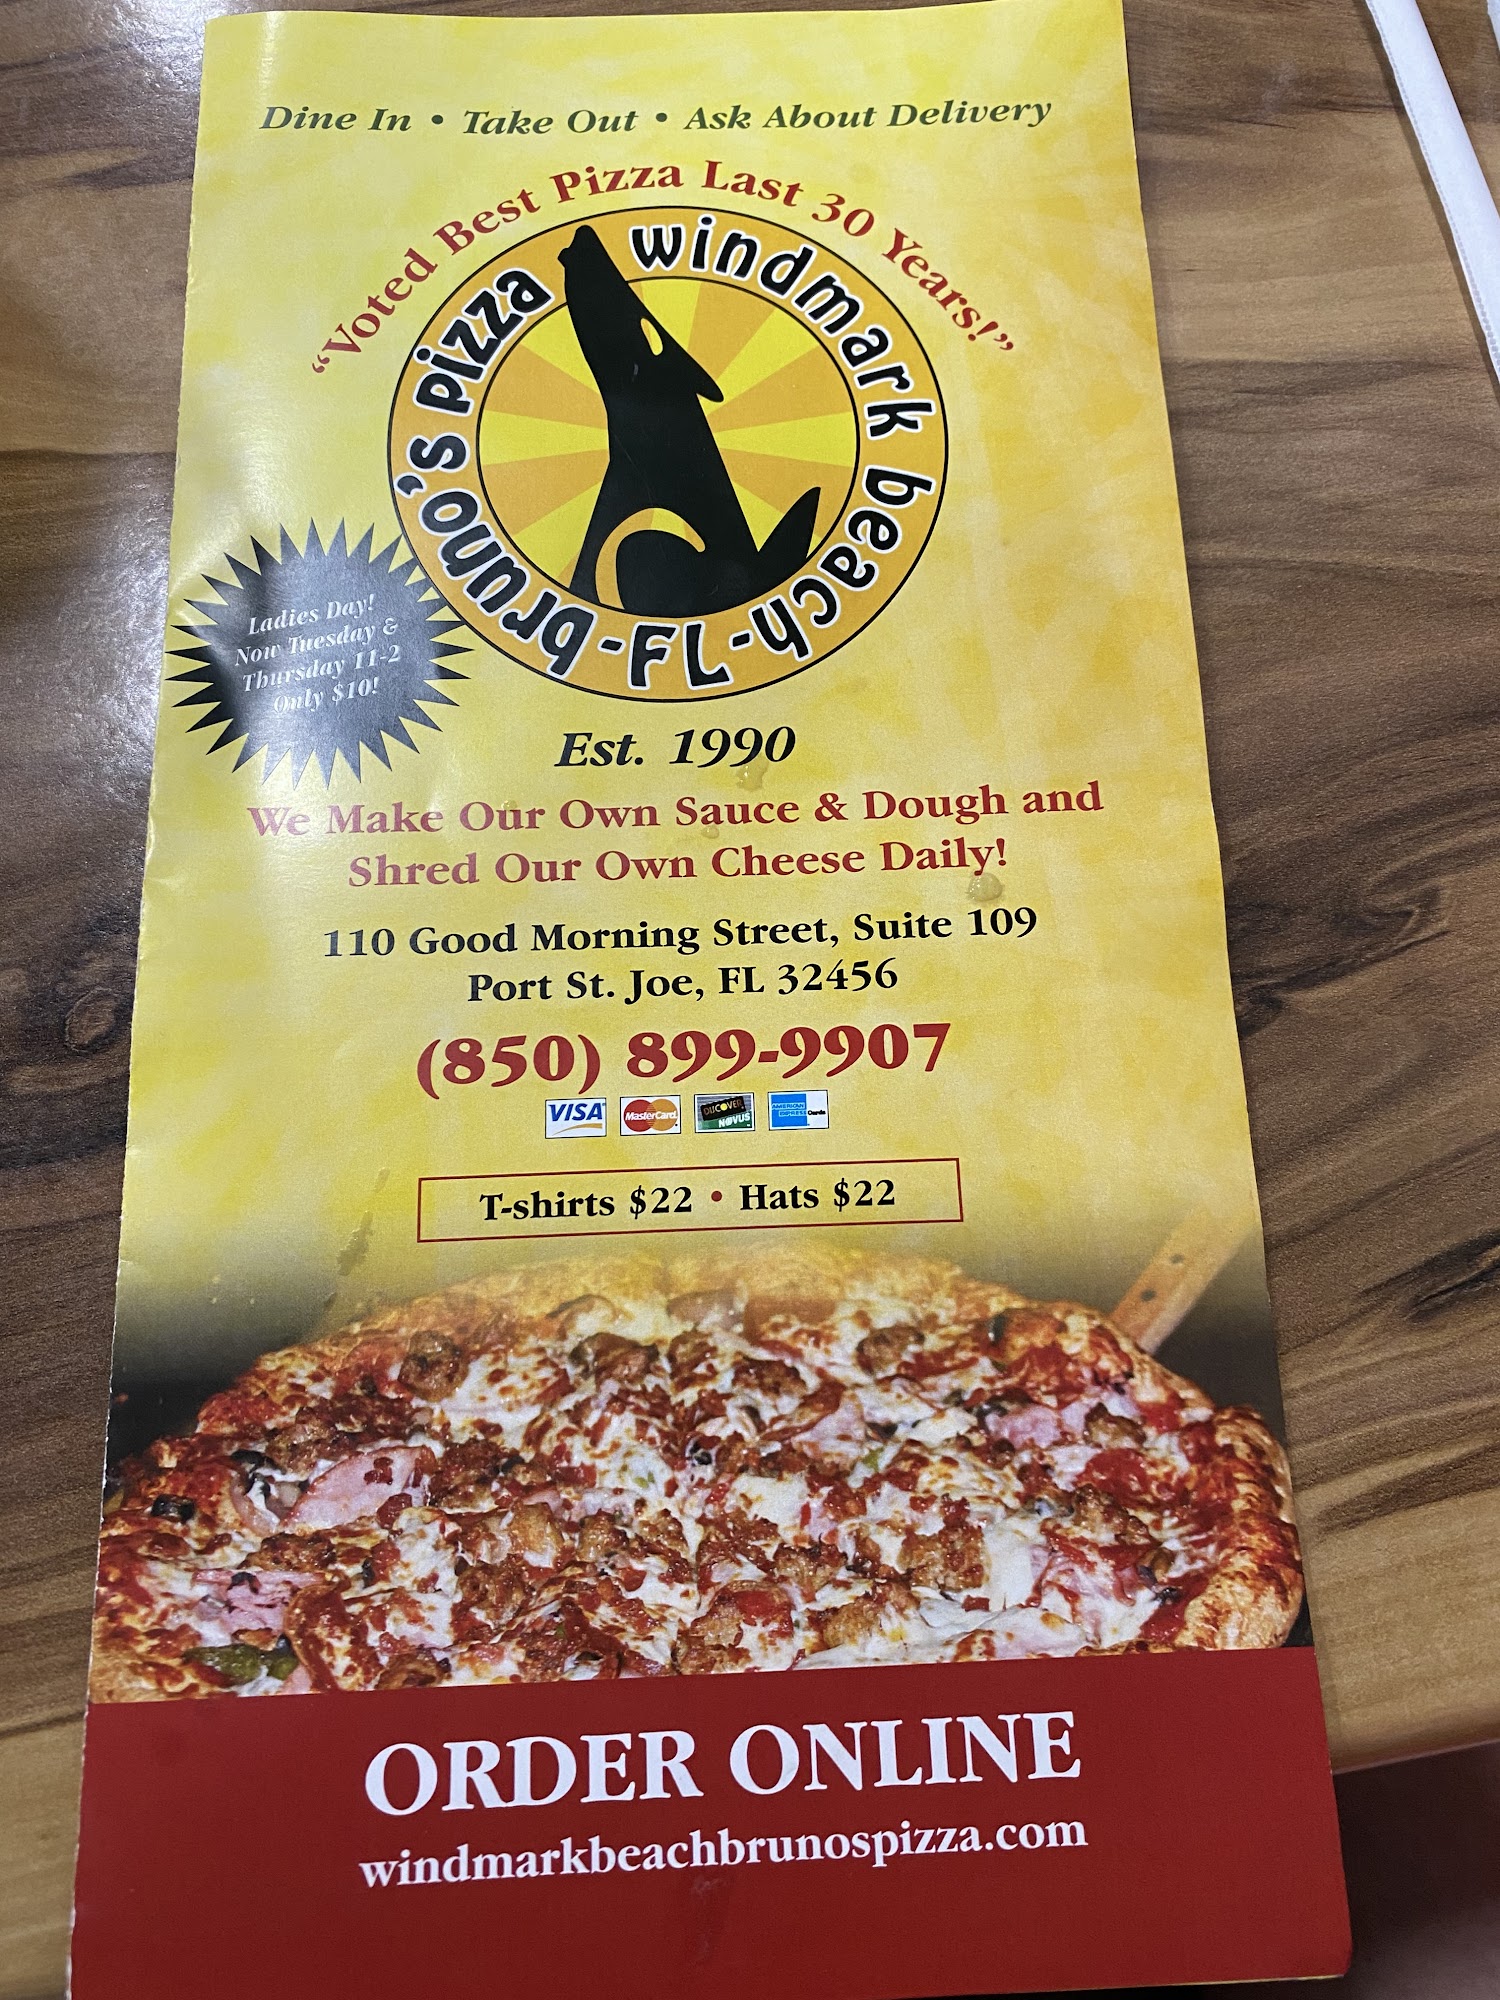 Dine In • Take Out • Ask About Delivery
"Voted Best Pizza Last 30 Years!"
bruno's pizza windmark beach-FL-
Ladies Day!
Now Tuesday &
Thursday 11-2
Only $10!
Est. 1990
We Make Our Own Sauce & Dough and
Shred Our Own Cheese Daily!
110 Good Morning Street, Suite 109
Port St. Joe, FL 32456
(850) 899-9907
VISA MasterCard DISCOVER NOVUS AMERICAN EXPRESS Cards
T-shirts $22 • Hats $22
ORDER ONLINE
windmarkbeachbrunospizza.com